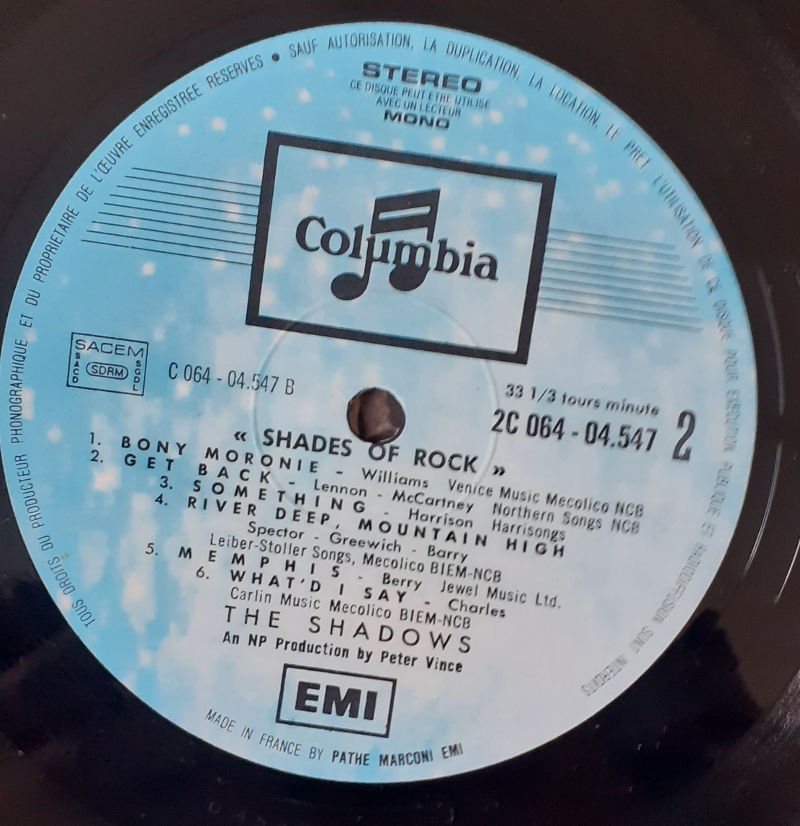 TOUS DROITS DU PRODUCTEUR PHONOGRAPHIQUE ET DU PROPRIETAIRE DE L'ŒUVRE ENREGISTREE RESERVES ● SAUF AUTORISATION, LA DUPLICATION, LA LOCATION, LE PRET, L'UTILISATION DE CE DISQUE POUR EXECUTION PUBLIQUE ET RADIODIFFUSION SONT INTERDITS
STEREO
CE DISQUE PEUT ETRE UTILISE
AVEC UN LECTEUR
MONO
Columbia
SACEM
SACD
SDRM
SGDL
C 064 - 04.547 B
33 1/3 tours minute
2C 064 - 04.547 2
« SHADES OF ROCK »
1. BONY MORONIE - Williams Venice Music Mecolico NCB
2. GET BACK - Lennon - McCartney Northern Songs NCB
3. SOMETHING - Harrison Harrisongs
4. RIVER DEEP, MOUNTAIN HIGH
Spector - Greewich - Barry
Leiber-Stoller Songs, Mecolico BIEM-NCB
5. MEMPHIS - Berry Jewel Music Ltd.
6. WHAT'D I SAY - Charles
Carlin Music Mecolico BIEM-NCB
THE SHADOWS
An NP Production by Peter Vince
EMI
MADE IN FRANCE BY PATHE MARCONI EMI